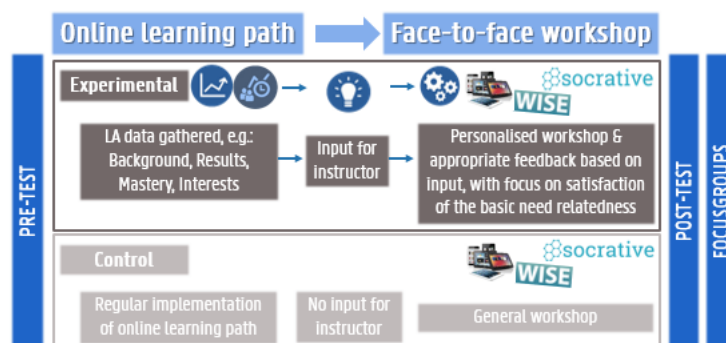 Online learning path
Face-to-face workshop
PRE-TEST
Experimental
socrative
WISE
LA data gathered, e.g.:
Background, Results,
Mastery, Interests
Input for
instructor
Personalised workshop &
appropriate feedback based on
input, with focus on satisfaction
of the basic need relatedness
Control
socrative
WISE
Regular implementation
of online learning path
No input for
instructor
General workshop
POST-TEST
FOCUSGROUPS